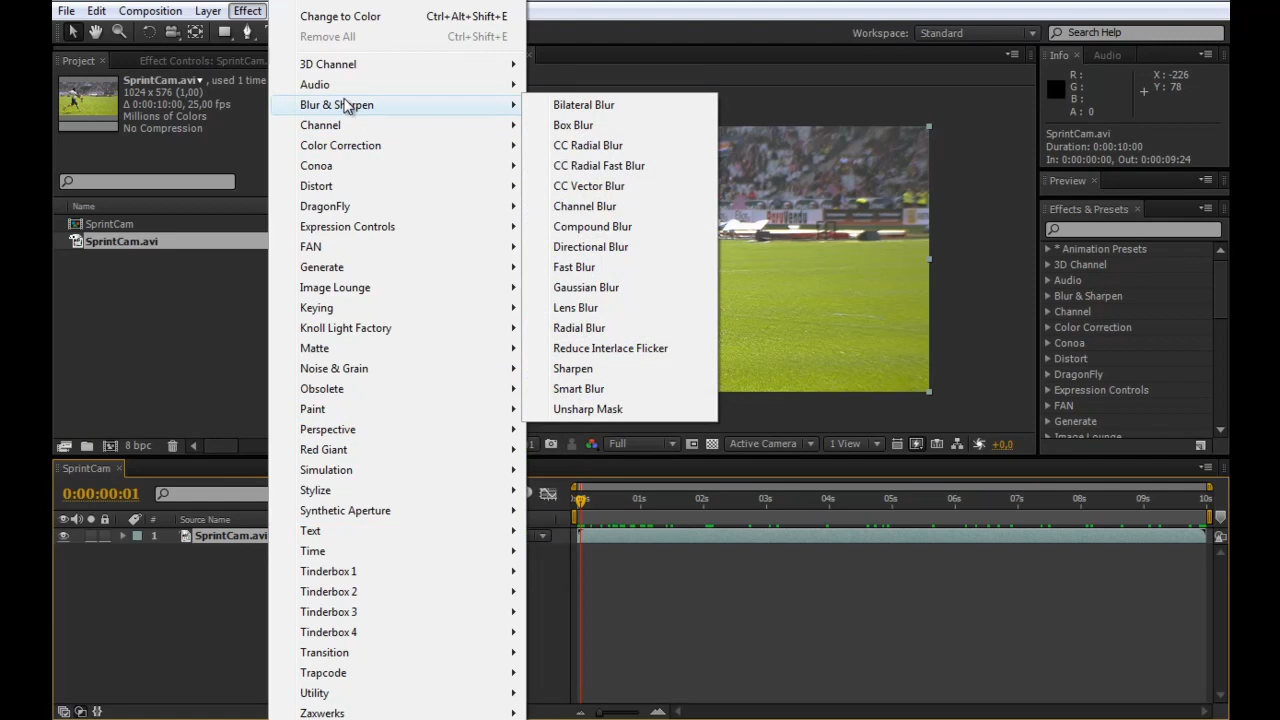 File Edit Composition Layer Effect
Workspace: Standard
Search Help
Project
Effect Controls: SprintCam.
SprintCam.avi▼, used 1 time
1024 x 576 (1,00)
Δ 0:00:10:00, 25,00 fps
Millions of Colors
No Compression
Name
SprintCam
SprintCam.avi
8 bpc
Change to Color Ctrl+Alt+Shift+E
Remove All Ctrl+Shift+E
3D Channel
Audio
Blur & Sharpen
Channel
Color Correction
Conoa
Distort
DragonFly
Expression Controls
FAN
Generate
Image Lounge
Keying
Knoll Light Factory
Matte
Noise & Grain
Obsolete
Paint
Perspective
Red Giant
Simulation
Stylize
Synthetic Aperture
Text
Time
Tinderbox 1
Tinderbox 2
Tinderbox 3
Tinderbox 4
Transition
Trapcode
Utility
Zaxwerks
Bilateral Blur
Box Blur
CC Radial Blur
CC Radial Fast Blur
CC Vector Blur
Channel Blur
Compound Blur
Directional Blur
Fast Blur
Gaussian Blur
Lens Blur
Radial Blur
Reduce Interlace Flicker
Sharpen
Smart Blur
Unsharp Mask
Full Active Camera 1 View +0,0
Info Audio
R : X : -226
G : Y : 78
B :
A : 0
SprintCam.avi
Duration: 0:00:10:00
In: 0:00:00:00, Out: 0:00:09:24
Preview
Effects & Presets
* Animation Presets
3D Channel
Audio
Blur & Sharpen
Channel
Color Correction
Conoa
Distort
DragonFly
Expression Controls
FAN
Generate
Image Lounge
SprintCam
0:00:00:01
01s 02s 03s 04s 05s 06s 07s 08s 09s 10s
# Source Name
1 SprintCam.avi